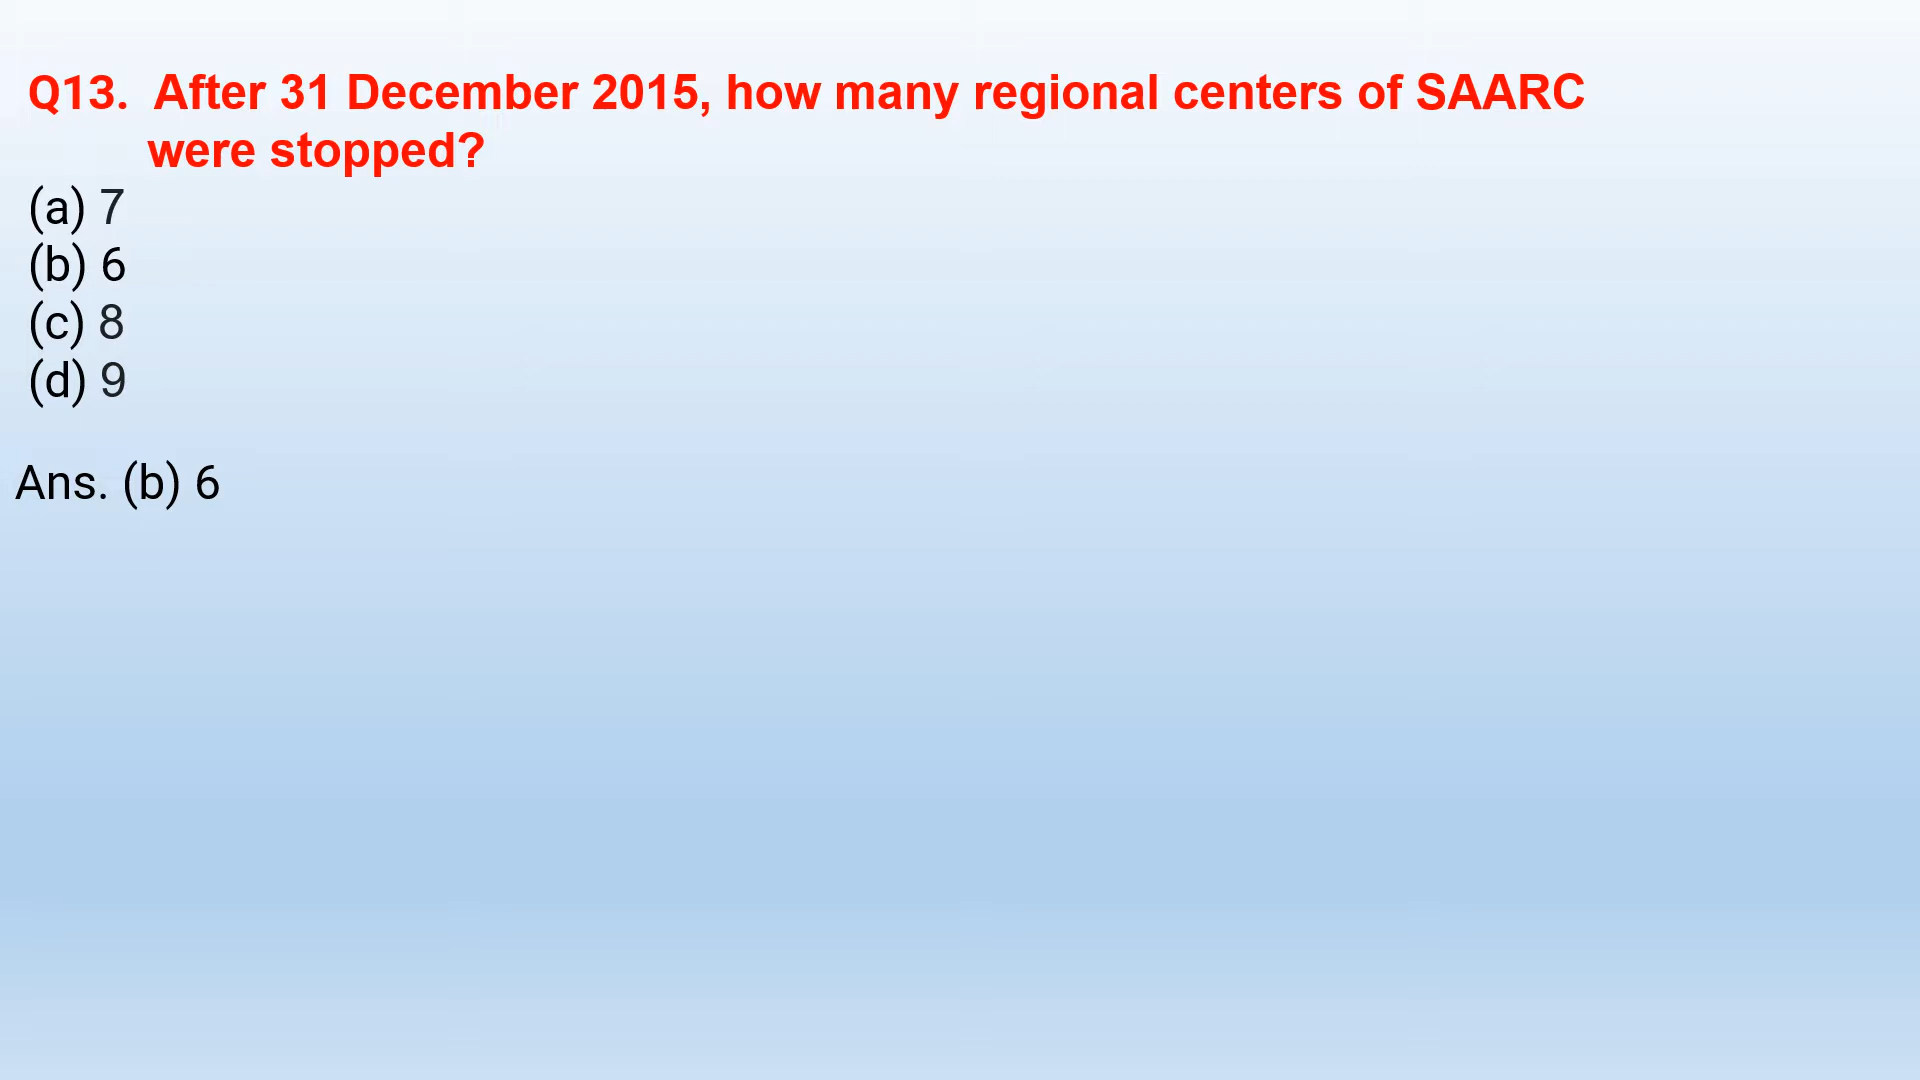 Q13. After 31 December 2015, how many regional centers of SAARC
were stopped?
(a) 7
(b) 6
(c) 8
(d) 9
Ans. (b) 6